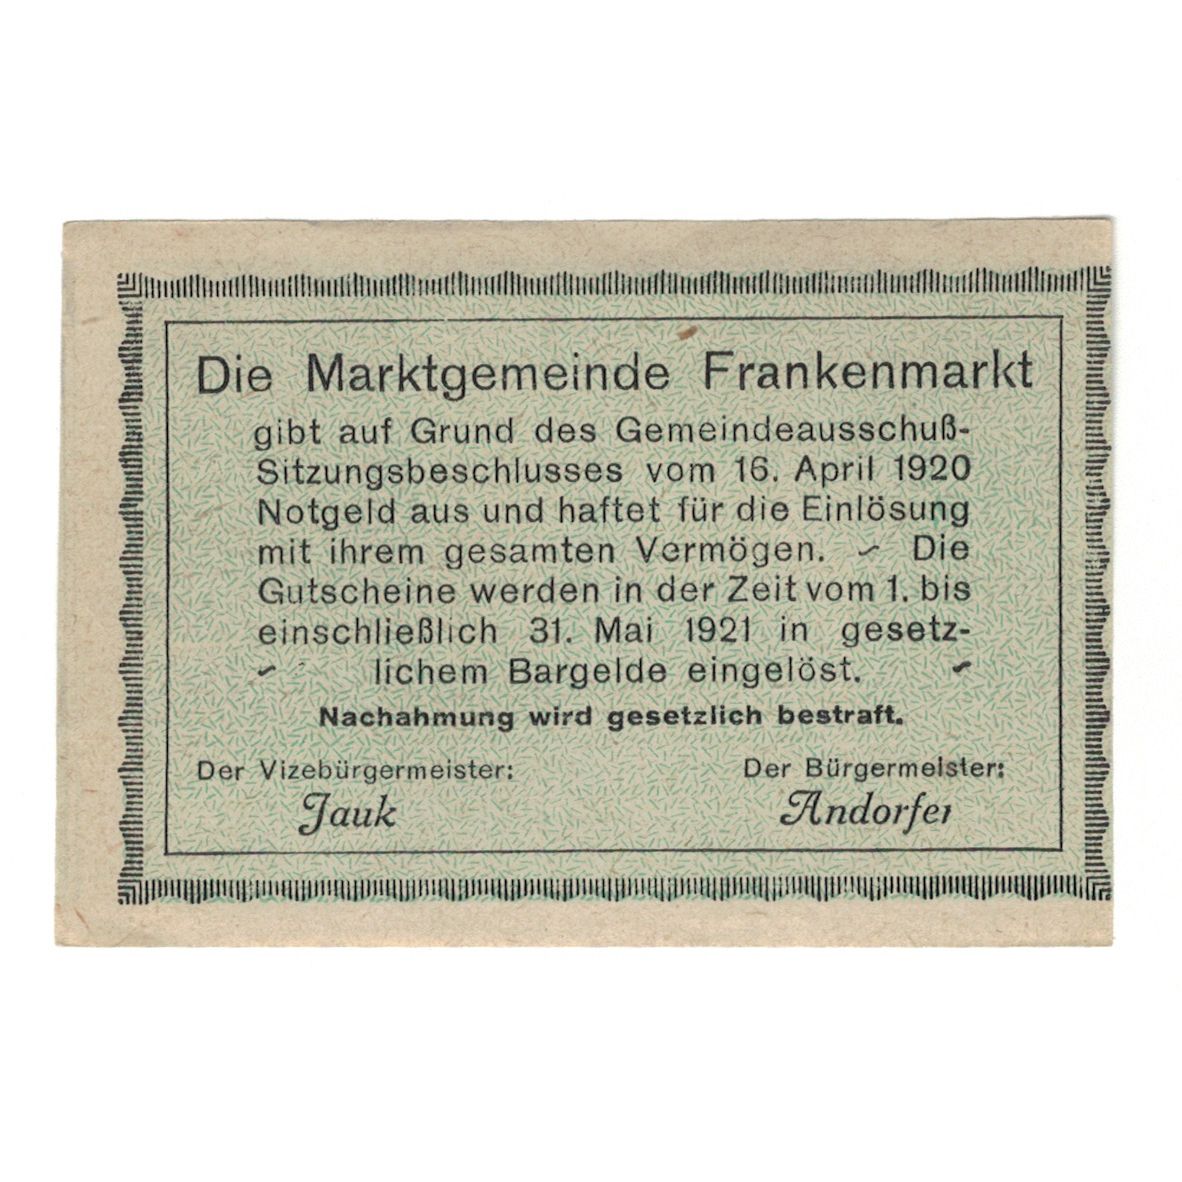 Die Marktgemeinde Frankenmarkt
gibt auf Grund des Gemeindeausschuß-
Sitzungsbeschlusses vom 16. April 1920
Notgeld aus und haftet für die Einlösung
mit ihrem gesamten Vermögen. ~ Die
Gutscheine werden in der Zeit vom 1. bis
einschließlich 31. Mai 1921 in gesetz-
~ lichem Bargelde eingelöst. ~
Nachahmung wird gesetzlich bestraft.
Der Vizebürgermeister: Der Bürgermeister:
Jauk Andorfer